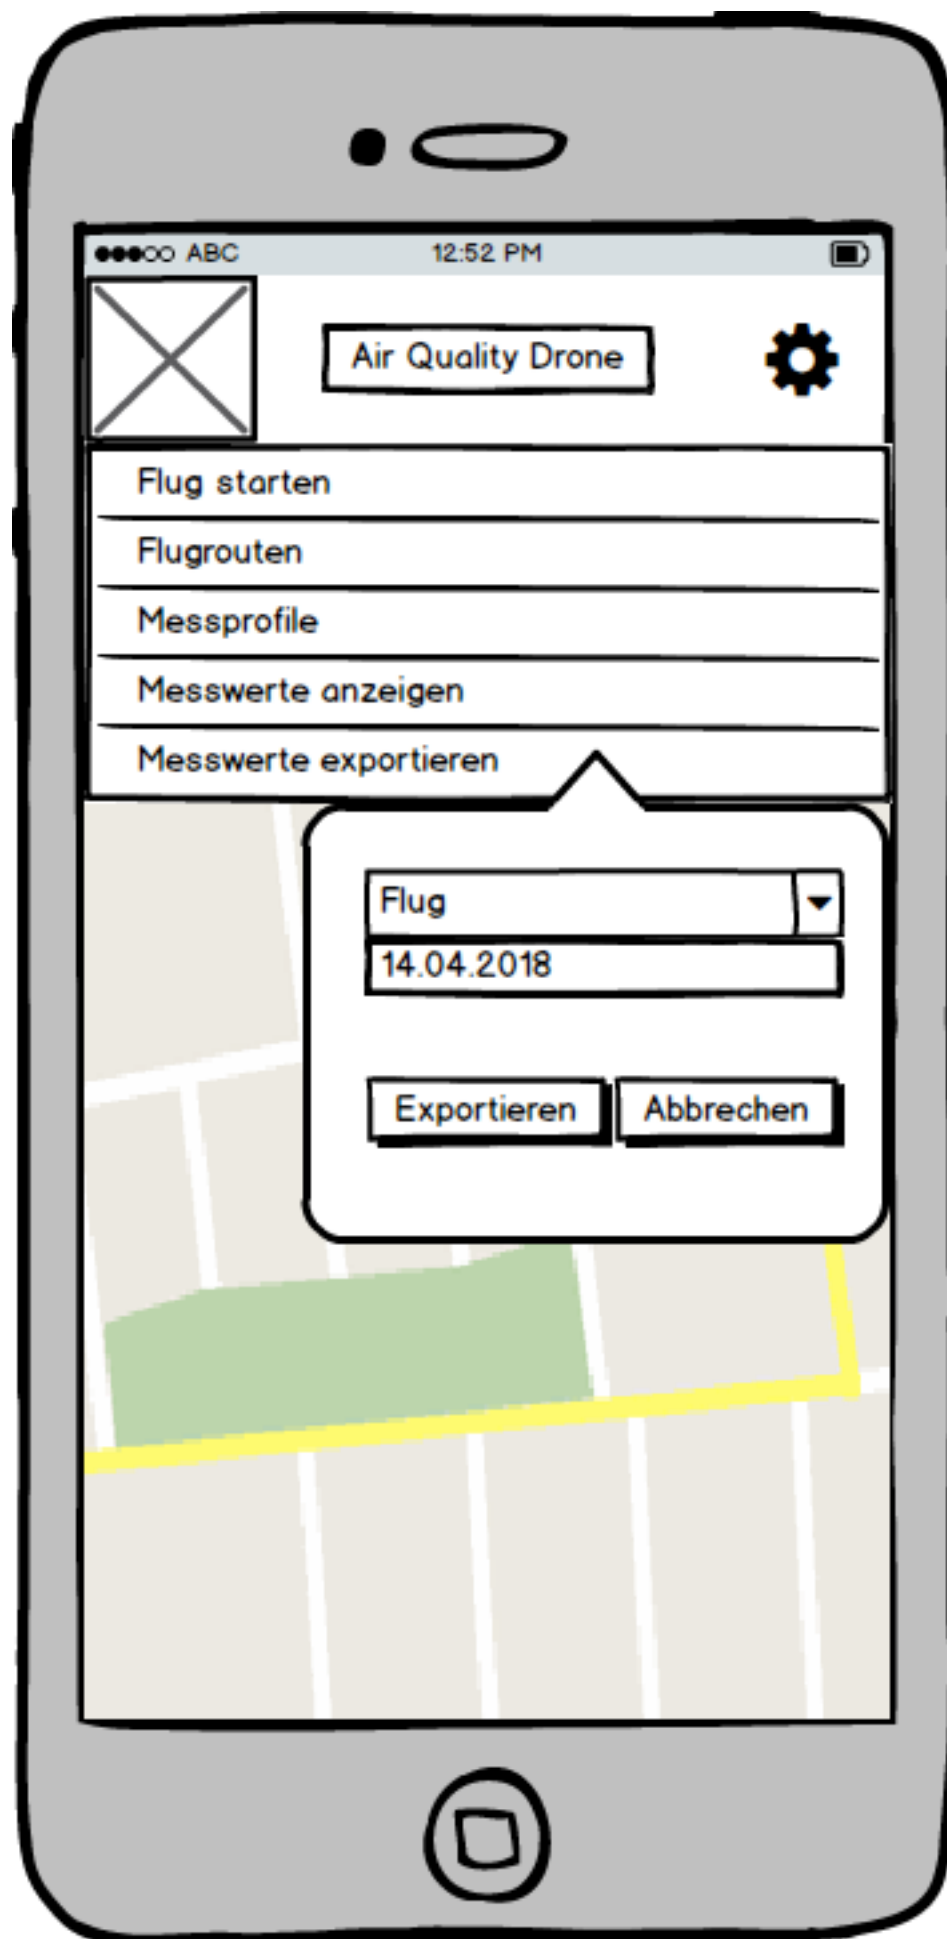 ABC 12:52 PM
Air Quality Drone
Flug starten
Flugrouten
Messprofile
Messwerte anzeigen
Messwerte exportieren
Flug
14.04.2018
Exportieren Abbrechen